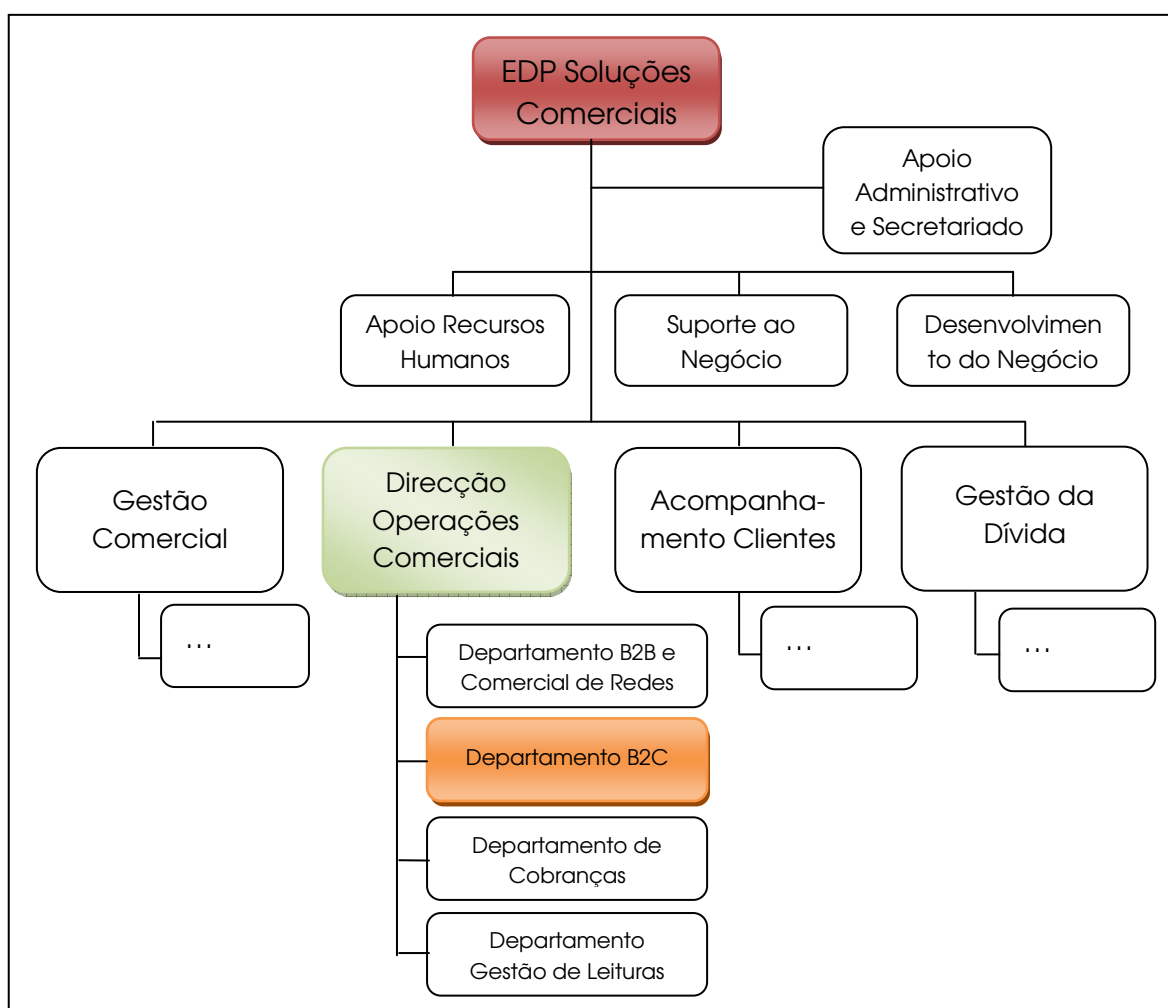 EDP Soluções
Comerciais
Apoio
Administrativo
e Secretariado
Apoio Recursos
Humanos
Suporte ao
Negócio
Desenvolvimen
to do Negócio
Gestão
Comercial
Direcção
Operações
Comerciais
Acompanha-
mento Clientes
Gestão da
Dívida
...
...
...
Departamento B2B e
Comercial de Redes
Departamento B2C
Departamento de
Cobranças
Departamento
Gestão de Leituras